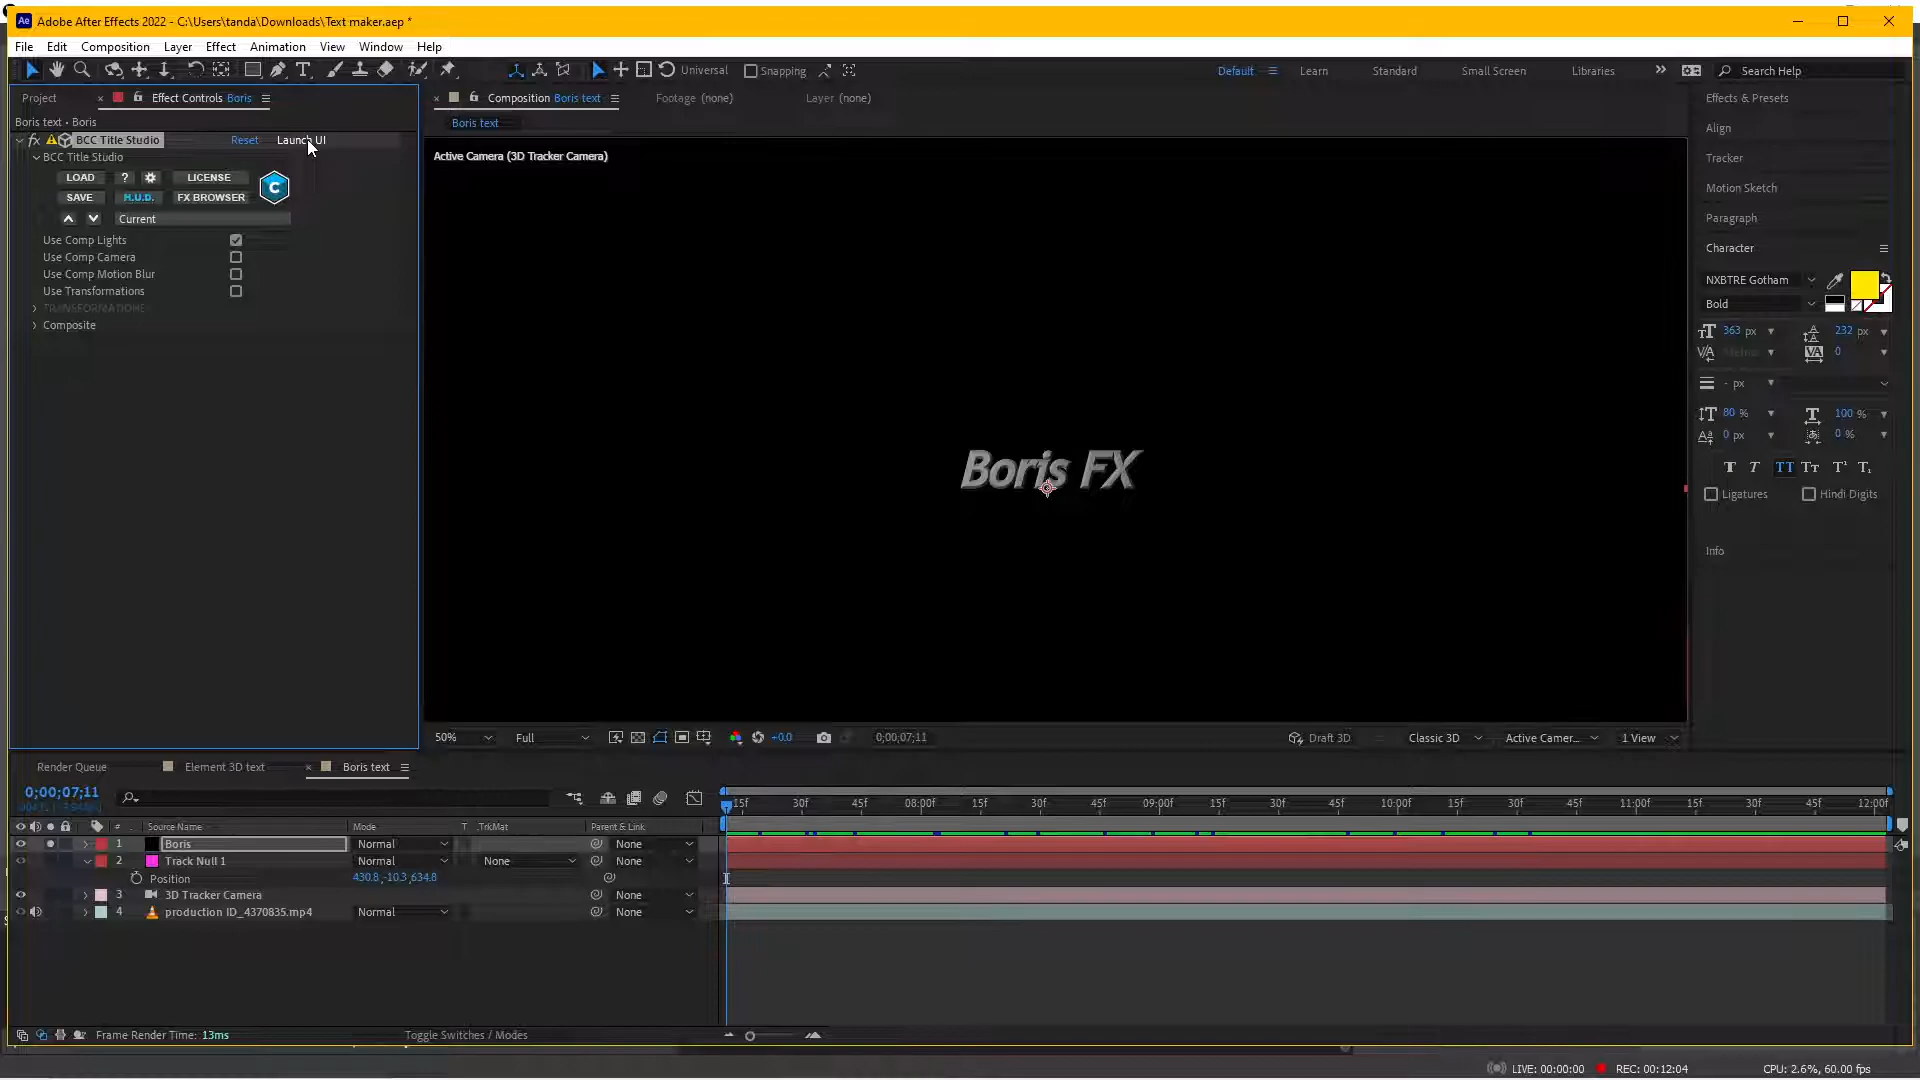 Adobe After Effects 2022 - C:\Users\tanda\Downloads\Text maker.aep *
File Edit Composition Layer Effect Animation View Window Help
Universal Snapping Default Learn Standard Small Screen Libraries Search Help
Project Effect Controls Boris
Composition Boris text Footage (none) Layer (none)
Effects & Presets
Boris text • Boris
Boris text
fx BCC Title Studio Reset Launch UI
BCC Title Studio
LOAD ? LICENSE
SAVE H.U.D. FX BROWSER
Current
Use Comp Lights
Use Comp Camera
Use Comp Motion Blur
Use Transformations
TRANSFORMATIONS
Composite
Active Camera (3D Tracker Camera)
Boris FX
Align
Tracker
Motion Sketch
Paragraph
Character
NXBTRE Gotham
Bold
363 px 232 px
0
- px
80 % 100 %
0 px 0 %
Ligatures Hindi Digits
Info
50% Full +0.0 0;00;07;11 Draft 3D Classic 3D Active Camer... 1 View
Render Queue Element 3D text Boris text
0;00;07;11
15f 30f 45f 08:00f 15f 30f 45f 09:00f 15f 30f 45f 10:00f 15f 30f 45f 11:00f 15f 30f 45f 12:00f
# Source Name Mode T .TrkMat Parent & Link
1 Boris Normal None
2 Track Null 1 Normal None None
Position 430.8,-10.3,634.8
3 3D Tracker Camera None
4 production ID_4370835.mp4 Normal None
Frame Render Time: 13ms Toggle Switches / Modes
LIVE: 00:00:00 REC: 00:12:04 CPU: 2.6%, 60.00 fps